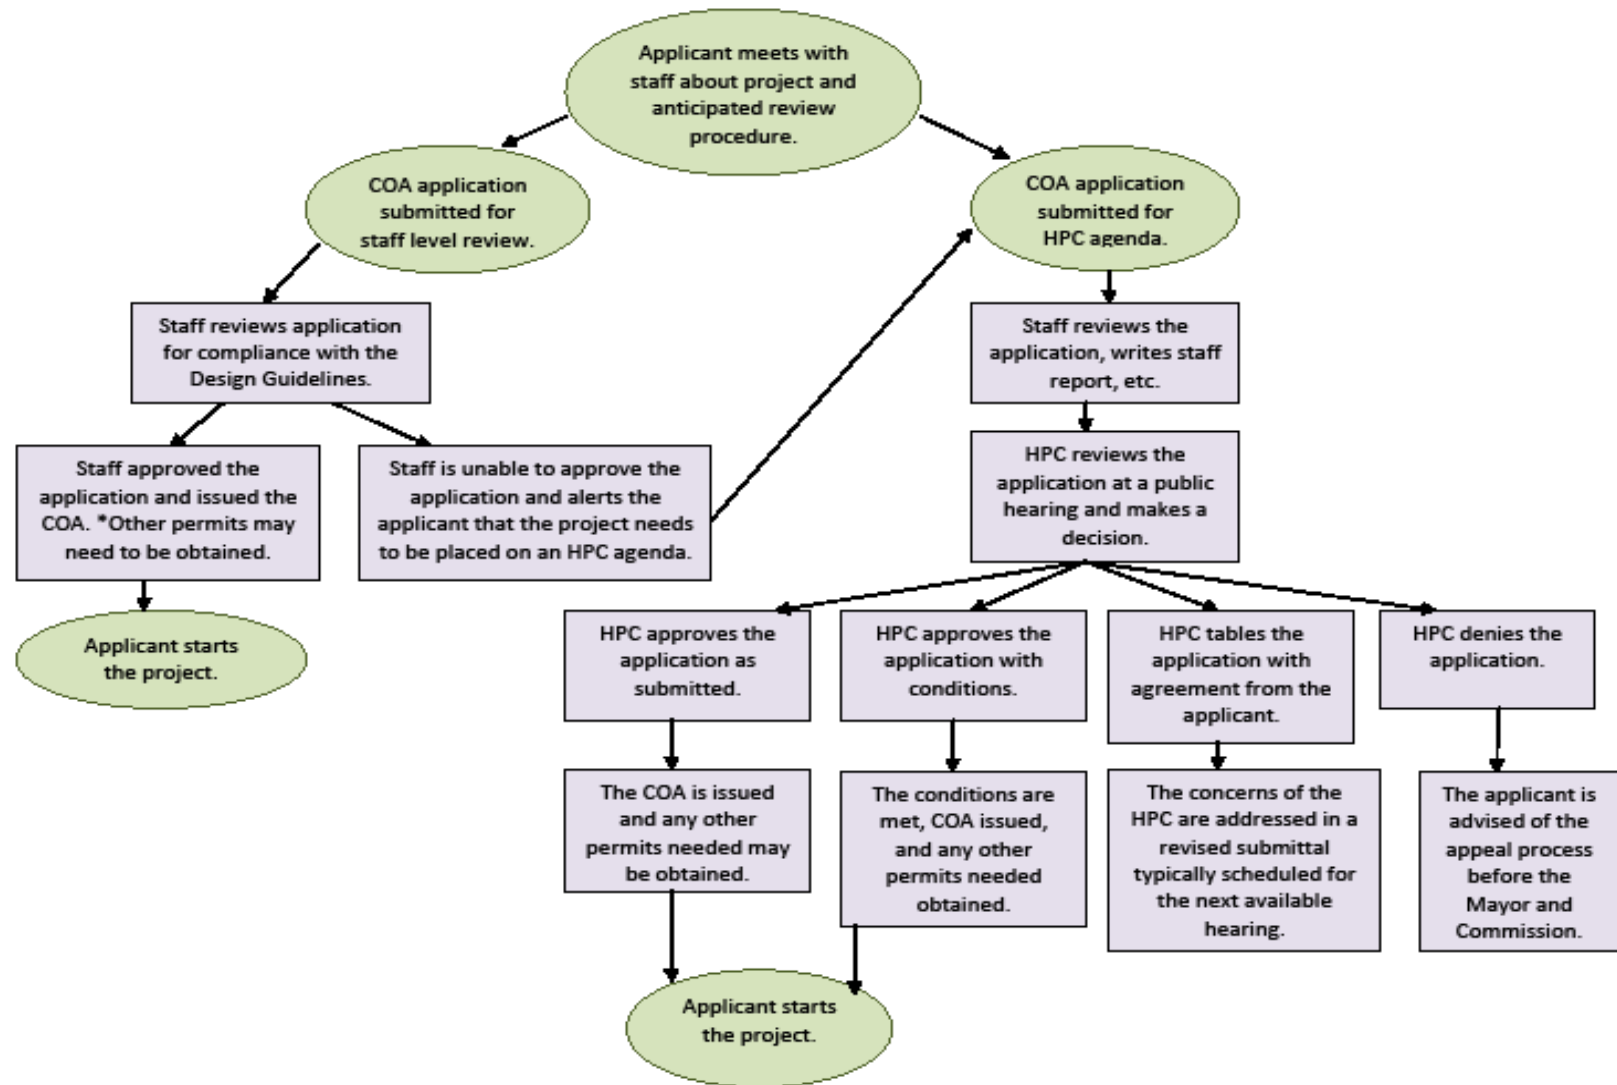 Applicant meets with
staff about project and
anticipated review
procedure.
COA application
submitted for
staff level review.
COA application
submitted for
HPC agenda.
Staff reviews application
for compliance with the
Design Guidelines.
Staff reviews the
application, writes staff
report, etc.
Staff approved the
application and issued the
COA. *Other permits may
need to be obtained.
Staff is unable to approve the
application and alerts the
applicant that the project needs
to be placed on an HPC agenda.
HPC reviews the
application at a public
hearing and makes a
decision.
Applicant starts
the project.
HPC approves the
application as
submitted.
HPC approves the
application with
conditions.
HPC tables the
application with
agreement from the
applicant.
HPC denies the
application.
The COA is issued
and any other
permits needed may
be obtained.
The conditions are
met, COA issued,
and any other
permits needed
obtained.
The concerns of the
HPC are addressed in a
revised submittal
typically scheduled for
the next available
hearing.
The applicant is
advised of the
appeal process
before the
Mayor and
Commission.
Applicant starts
the project.